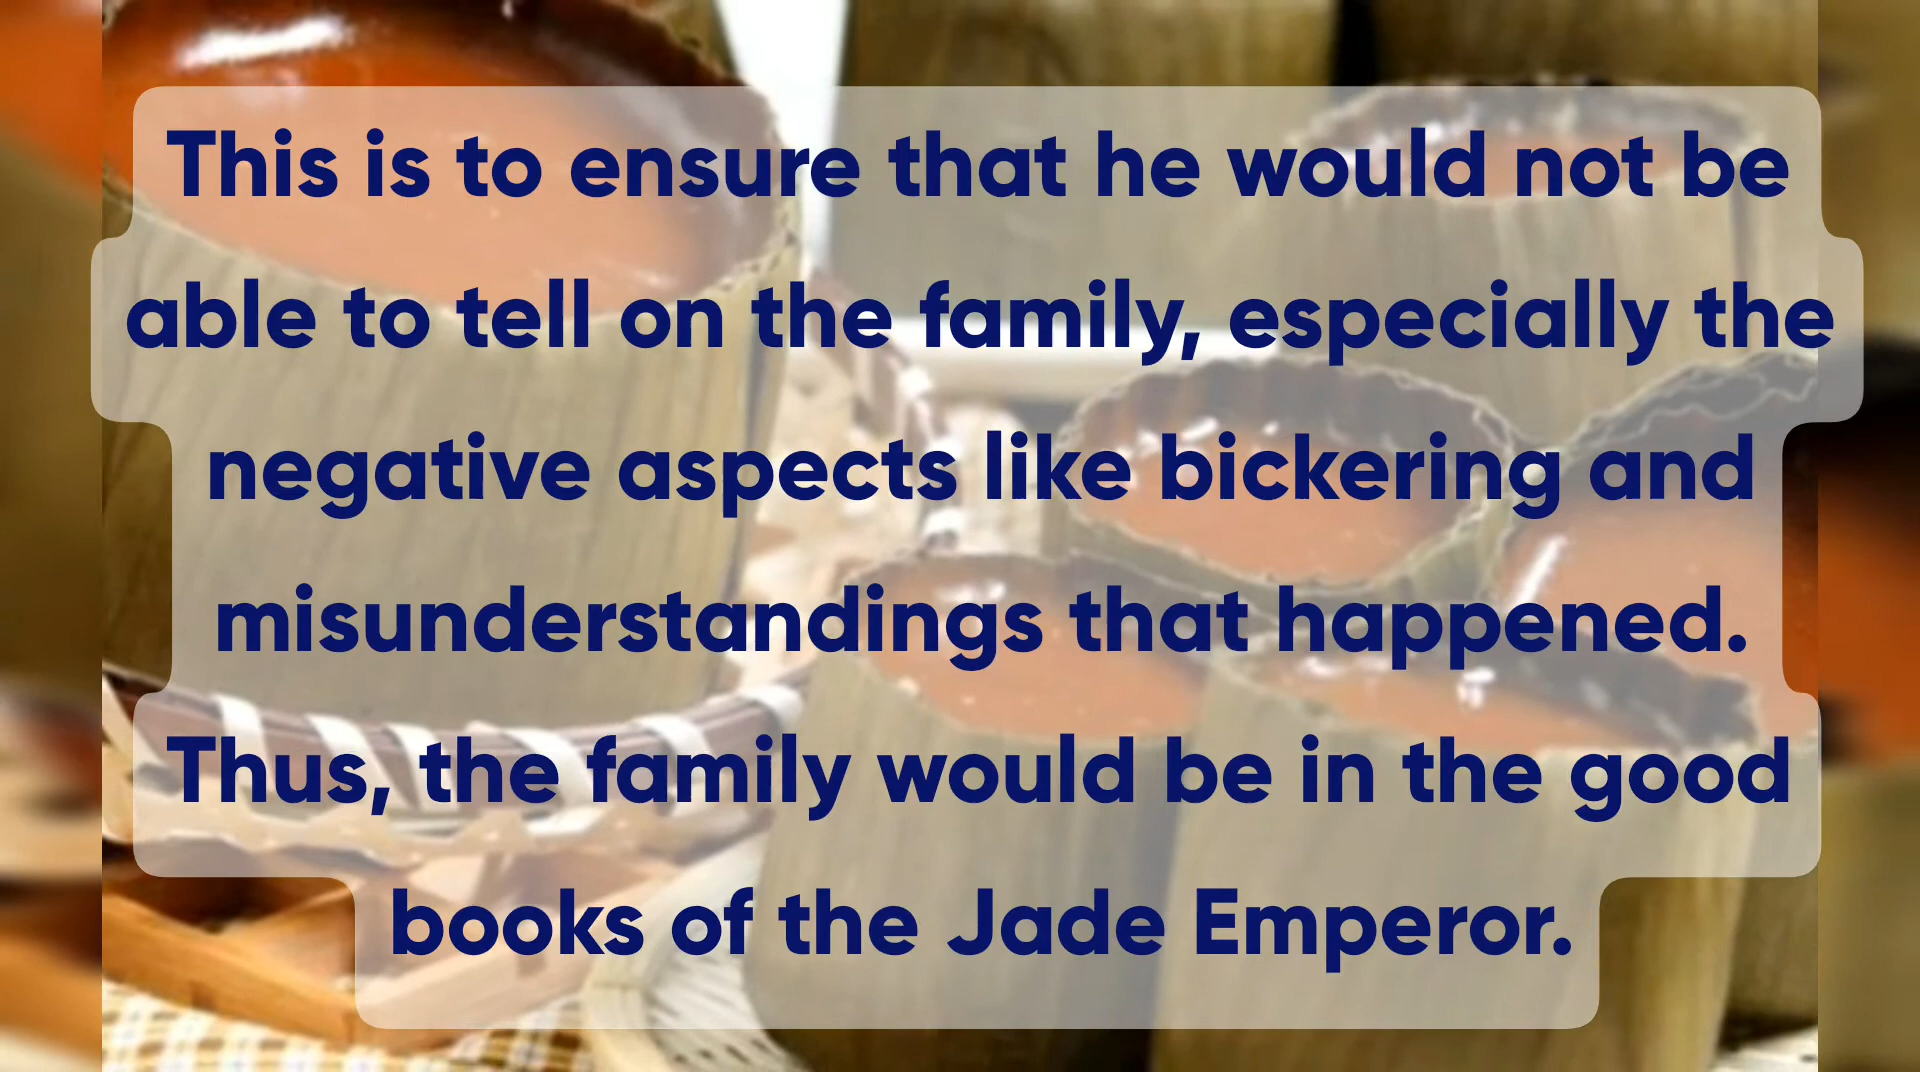 This is to ensure that he would not be
able to tell on the family, especially the
negative aspects like bickering and
misunderstandings that happened.
Thus, the family would be in the good
books of the Jade Emperor.